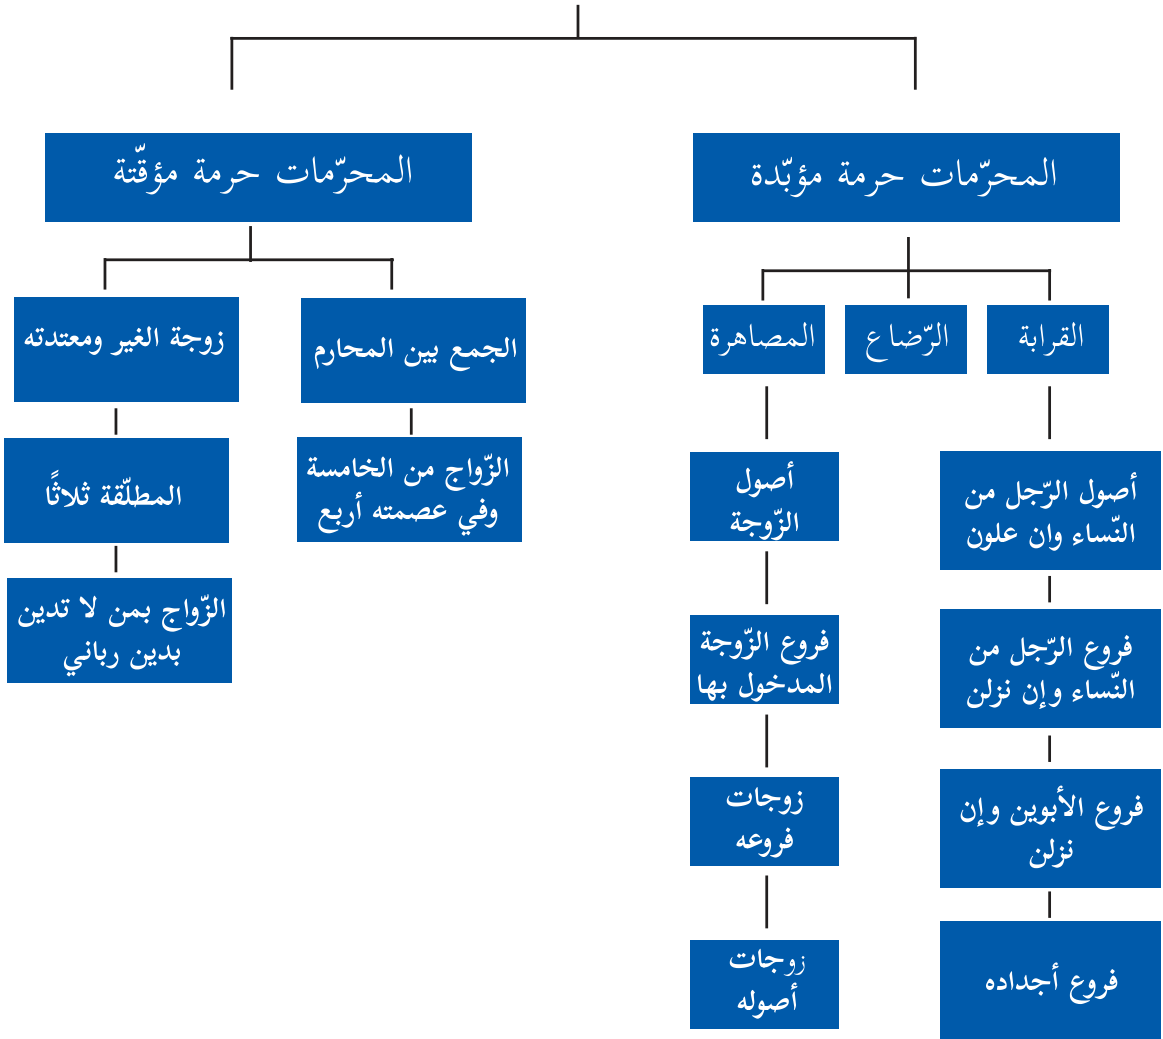 المحرّمات حرمة مؤبّدة
المحرّمات حرمة مؤقّتة
القرابة
الرّضاع
المصاهرة
أصول الرّجل من
النّساء وان علون
فروع الرّجل من
النّساء وإن نزلن
فروع الأبوين وإن
نزلن
فروع أجداده
أصول
الزّوجة
فروع الزّوجة
المدخول بها
زوجات
فروعه
زوجات
أصوله
الجمع بين المحارم
الزّواج من الخامسة
وفي عصمته أربع
زوجة الغير ومعتدته
المطلّقة ثلاثًا
الزّواج بمن لا تدين
بدين رباني